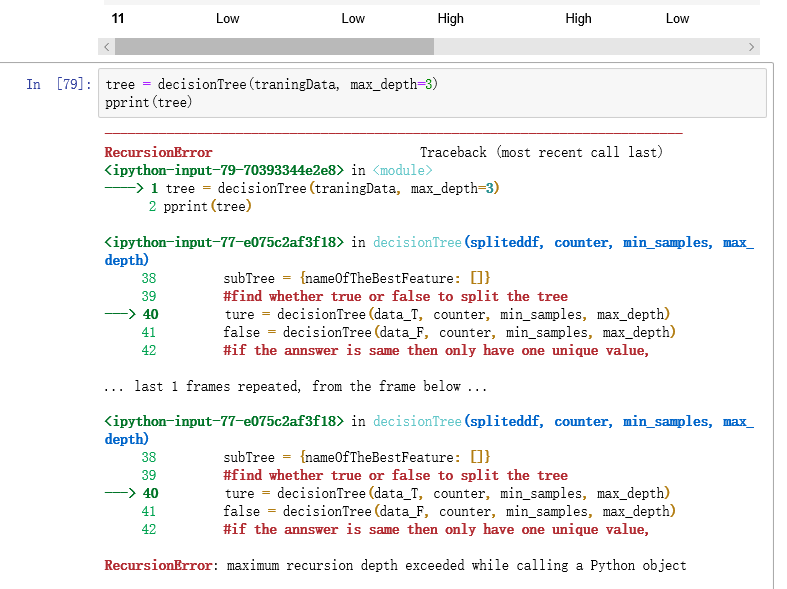 11 Low Low High High Low
In [79]: tree = decisionTree(traningData, max_depth=3)
pprint(tree)
RecursionError Traceback (most recent call last)
<ipython-input-79-70393344e2e8> in <module>
----> 1 tree = decisionTree(traningData, max_depth=3)
2 pprint(tree)
<ipython-input-77-e075c2af3f18> in decisionTree(spliteddf, counter, min_samples, max_
depth)
38 subTree = {nameOfTheBestFeature: []}
39 #find whether true or false to split the tree
---> 40 ture = decisionTree(data_T, counter, min_samples, max_depth)
41 false = decisionTree(data_F, counter, min_samples, max_depth)
42 #if the annswer is same then only have one unique value,
... last 1 frames repeated, from the frame below ...
<ipython-input-77-e075c2af3f18> in decisionTree(spliteddf, counter, min_samples, max_
depth)
38 subTree = {nameOfTheBestFeature: []}
39 #find whether true or false to split the tree
---> 40 ture = decisionTree(data_T, counter, min_samples, max_depth)
41 false = decisionTree(data_F, counter, min_samples, max_depth)
42 #if the annswer is same then only have one unique value,
RecursionError: maximum recursion depth exceeded while calling a Python object